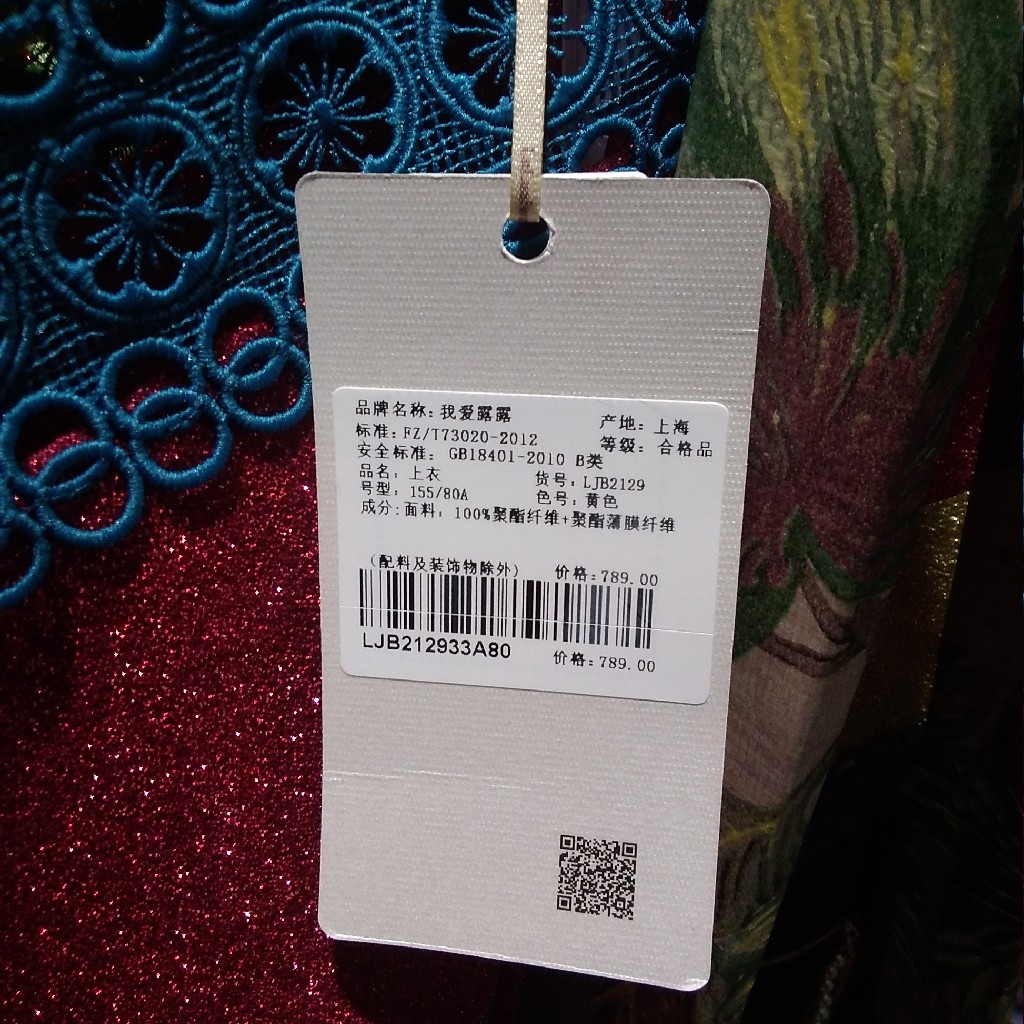 品牌名称：我爱露露 产地：上海
标准：FZ/T73020-2012 等级：合格品
安全标准： GB18401-2010 B类
品名：上衣 货号：LJB2129
号型：155/80A 色号：黄色
成分：面料：100%聚酯纤维+聚酯薄膜纤维
（配料及装饰物除外） 价格：789.00
LJB212933A80 价格：789.00